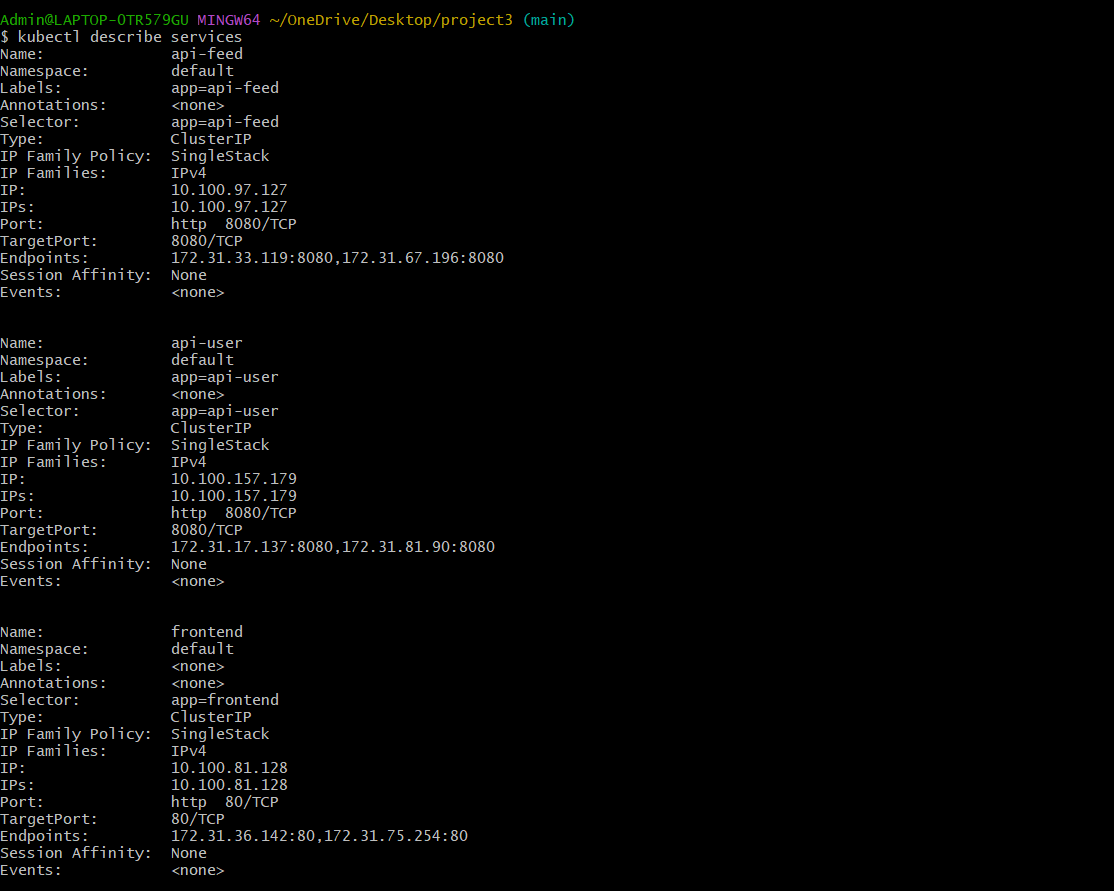 Admin@LAPTOP-OTR579GU MINGW64 ~/OneDrive/Desktop/project3 (main)
$ kubectl describe services
Name:              api-feed
Namespace:         default
Labels:            app=api-feed
Annotations:       <none>
Selector:          app=api-feed
Type:              ClusterIP
IP Family Policy:  SingleStack
IP Families:       IPv4
IP:                10.100.97.127
IPs:               10.100.97.127
Port:              http  8080/TCP
TargetPort:        8080/TCP
Endpoints:         172.31.33.119:8080,172.31.67.196:8080
Session Affinity:  None
Events:            <none>

Name:              api-user
Namespace:         default
Labels:            app=api-user
Annotations:       <none>
Selector:          app=api-user
Type:              ClusterIP
IP Family Policy:  SingleStack
IP Families:       IPv4
IP:                10.100.157.179
IPs:               10.100.157.179
Port:              http  8080/TCP
TargetPort:        8080/TCP
Endpoints:         172.31.17.137:8080,172.31.81.90:8080
Session Affinity:  None
Events:            <none>

Name:              frontend
Namespace:         default
Labels:            <none>
Annotations:       <none>
Selector:          app=frontend
Type:              ClusterIP
IP Family Policy:  SingleStack
IP Families:       IPv4
IP:                10.100.81.128
IPs:               10.100.81.128
Port:              http  80/TCP
TargetPort:        80/TCP
Endpoints:         172.31.36.142:80,172.31.75.254:80
Session Affinity:  None
Events:            <none>